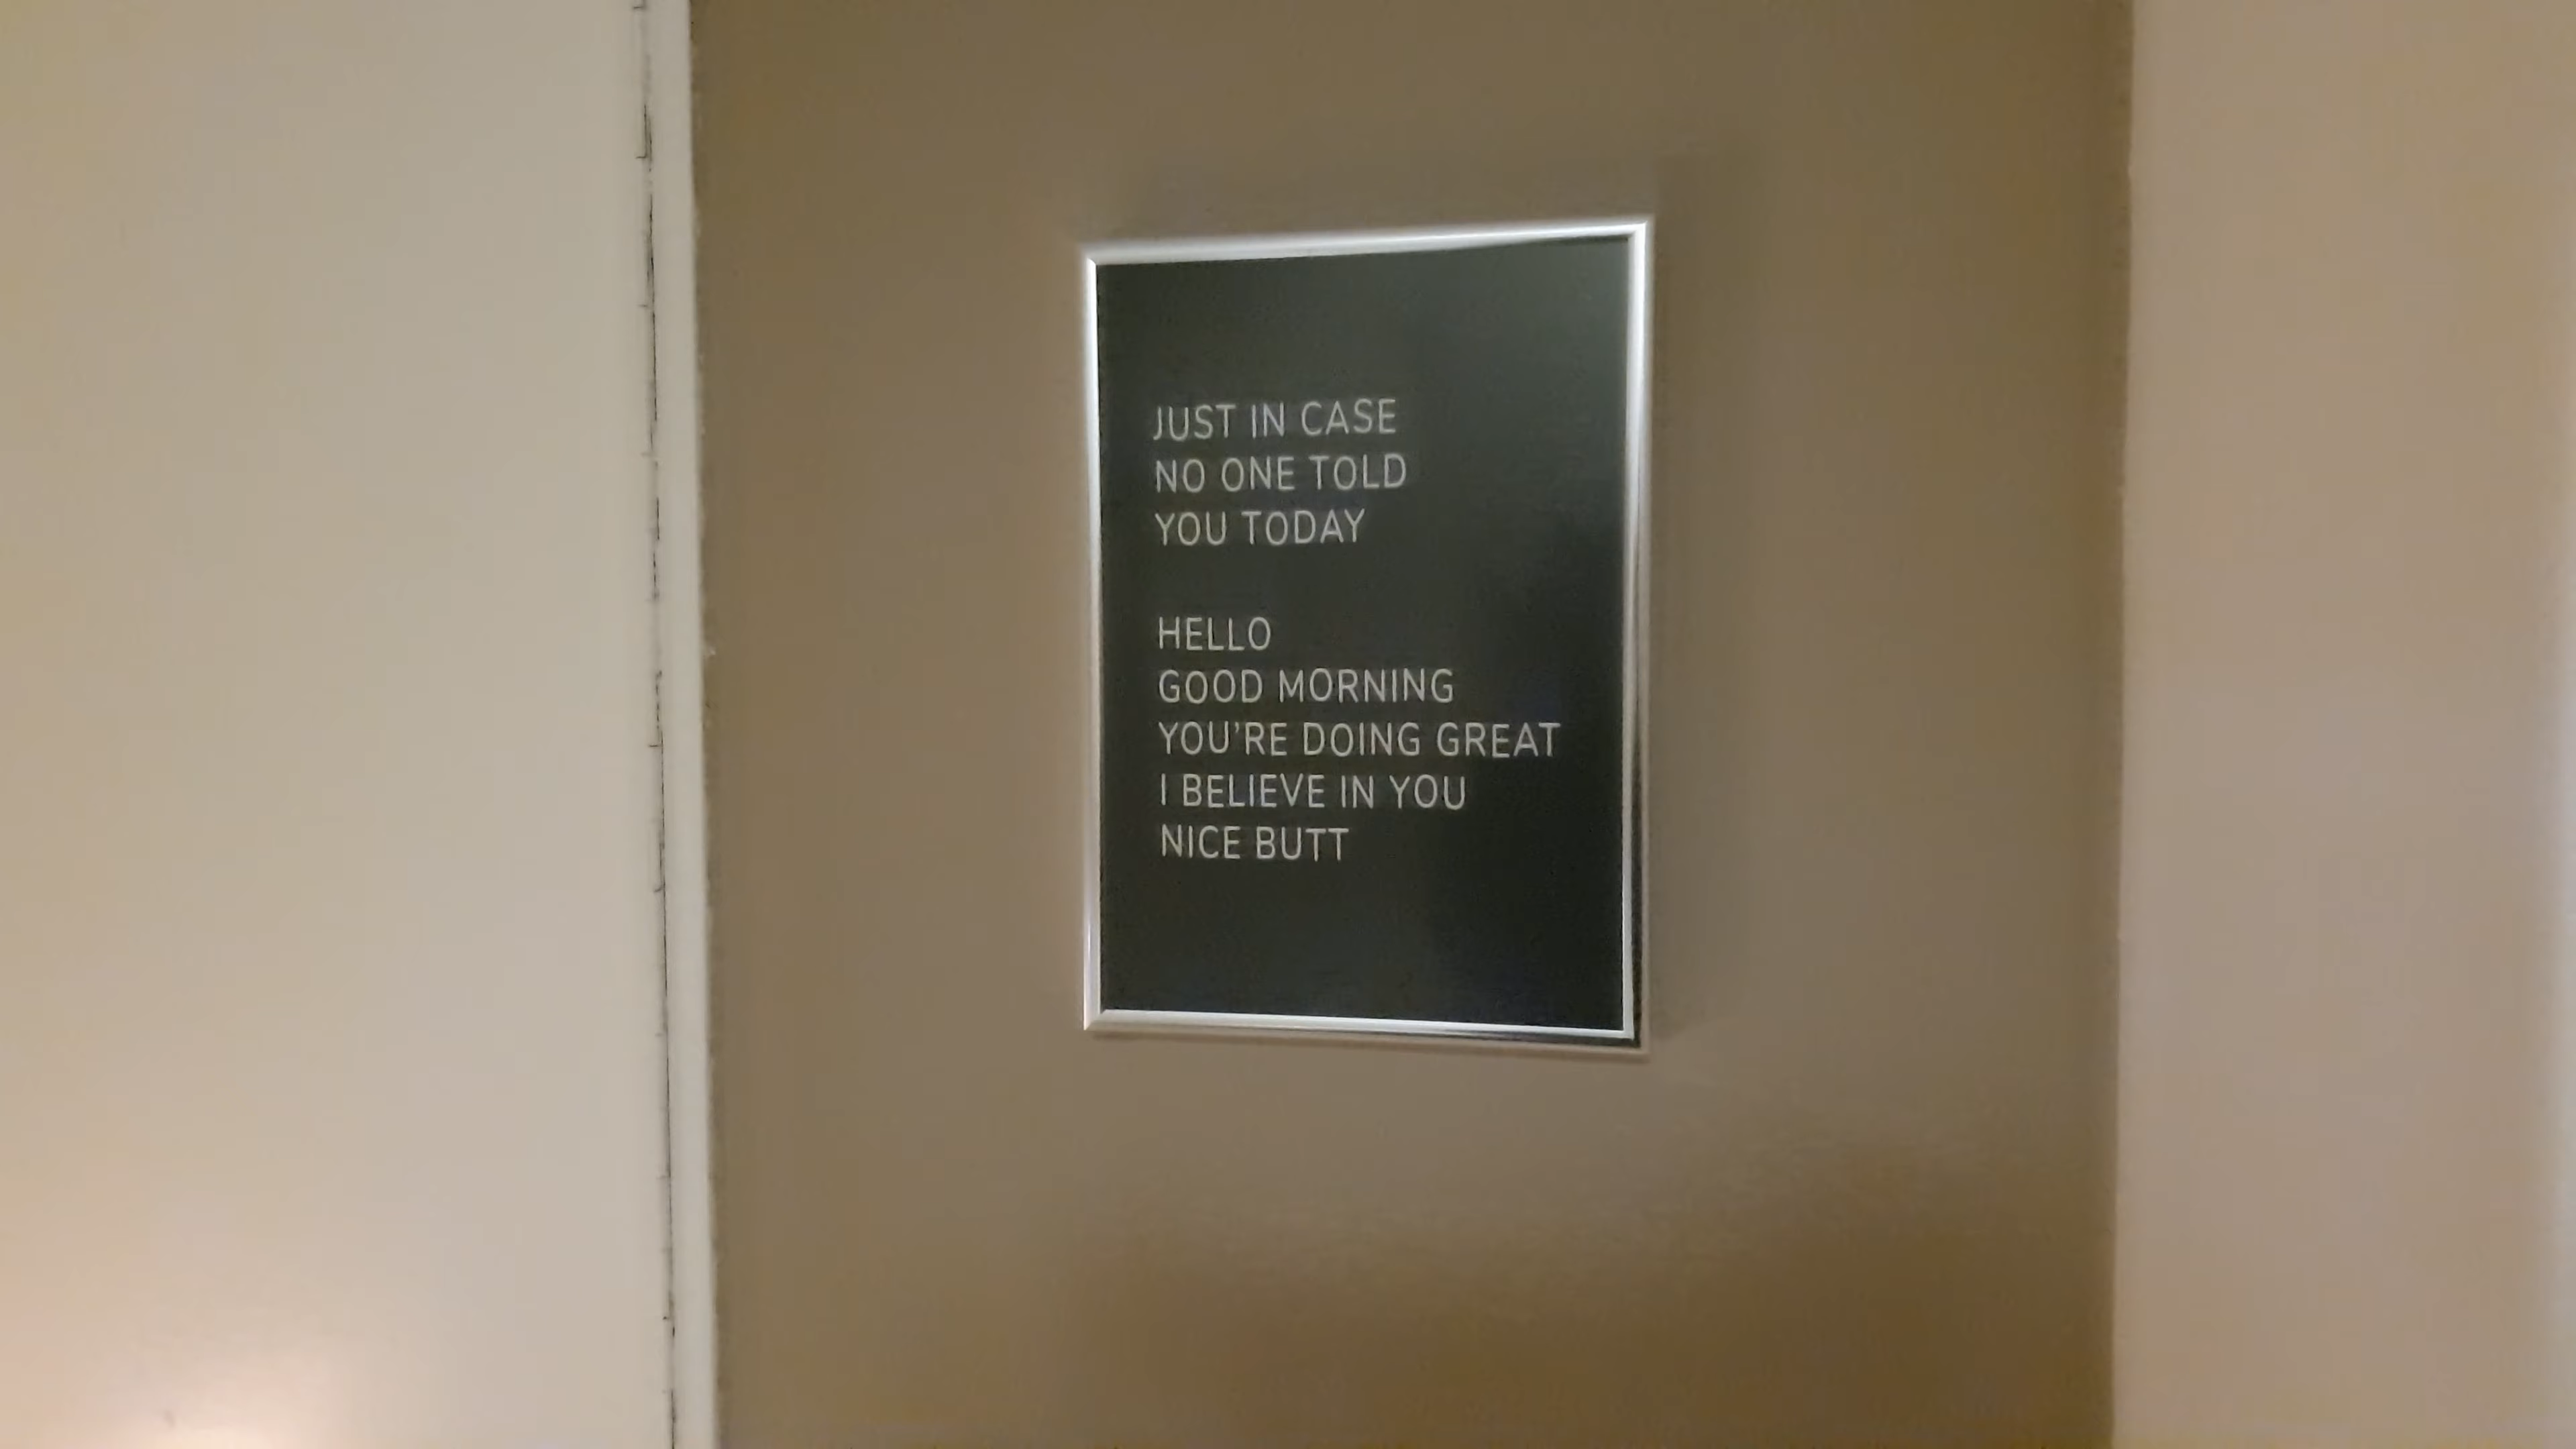 JUST IN CASE
NO ONE TOLD
YOU TODAY
HELLO
GOOD MORNING
YOU'RE DOING GREAT
I BELIEVE IN YOU
NICE BUTT